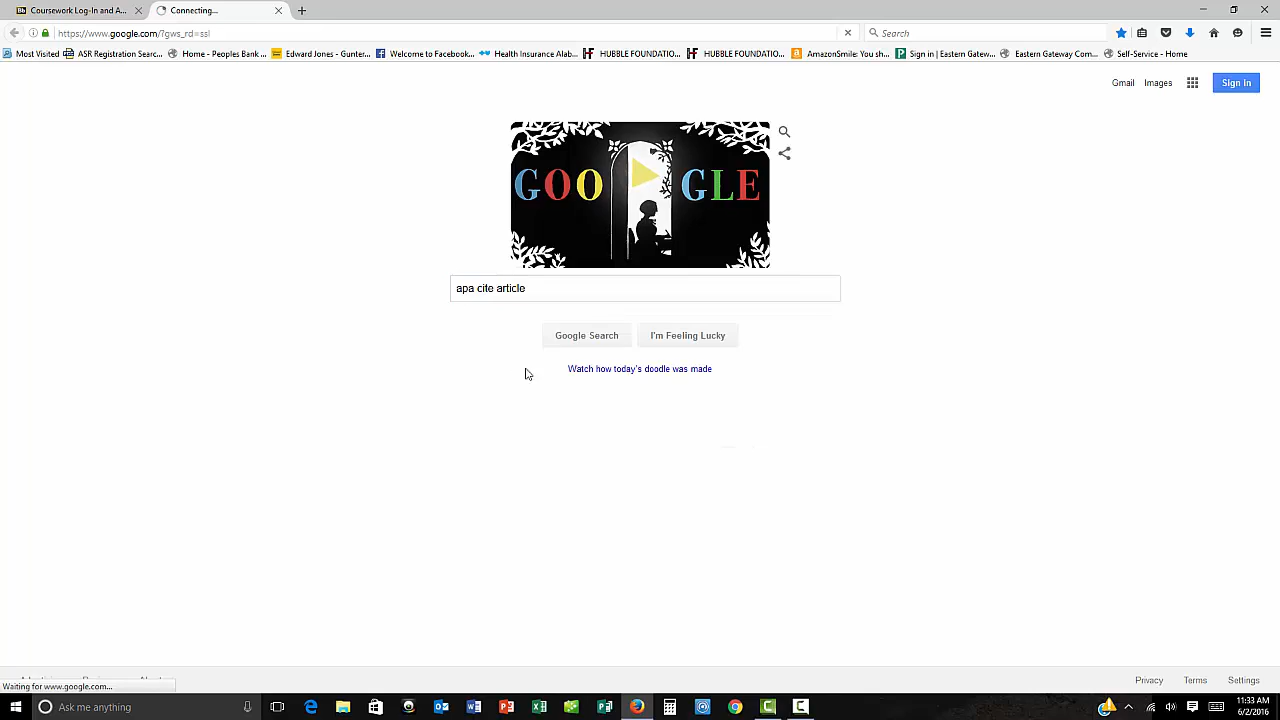 Coursework Log-In and A...
Connecting...
https://www.google.com/?gws_rd=ssl
Search
Most Visited
ASR Registration Searc...
Home - Peoples Bank ...
Edward Jones - Gunter...
Welcome to Facebook...
Health Insurance Alab...
HUBBLE FOUNDATIO...
HUBBLE FOUNDATIO...
AmazonSmile: You sh...
Sign in | Eastern Gatew...
Eastern Gateway Com...
Self-Service - Home
Gmail
Images
Sign in
GOOGLE
apa cite article
Google Search
I'm Feeling Lucky
Watch how today's doodle was made
Privacy
Terms
Settings
Waiting for www.google.com...
Ask me anything
11:33 AM
6/2/2016